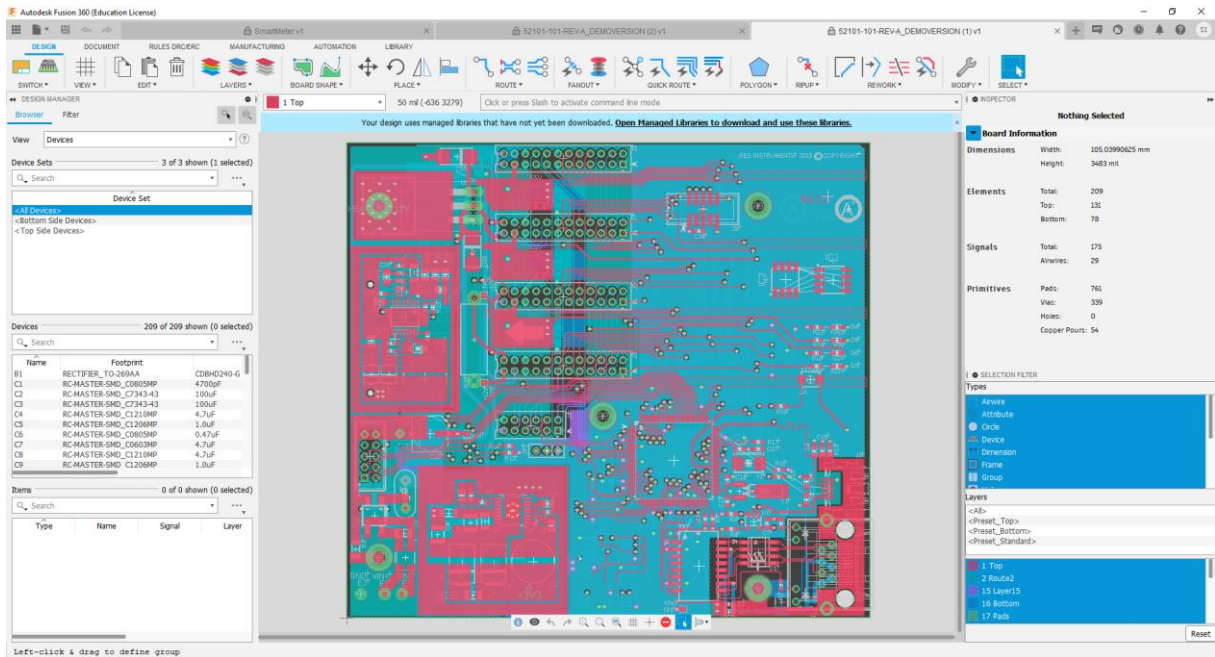 Autodesk Fusion 360 (Education License)
SmartMeter v1
52101-101-REV-A_DEMOVERSION (2) v1
52101-101-REV-A_DEMOVERSION (1) v1
DESIGN DOCUMENT RULES DRC/ERC MANUFACTURING AUTOMATION LIBRARY
SWITCH VIEW EDIT LAYERS BOARD SHAPE PLACE ROUTE FANOUT QUICK ROUTE POLYGON RIPUP REWORK MODIFY SELECT
DESIGN MANAGER
Browser Filter
View Devices
Device Sets 3 of 3 shown (1 selected)
Search
Device Set
<All Devices>
<Bottom Side Devices>
<Top Side Devices>
Devices 209 of 209 shown (0 selected)
Search
Name Footprint
B1 RECTIFIER_TO-269AA CDBHD240-G
C1 RC-MASTER-SMD_C0805MP 4700pF
C2 RC-MASTER-SMD_C7343-43 100uF
C3 RC-MASTER-SMD_C7343-43 100uF
C4 RC-MASTER-SMD_C1210MP 4.7uF
C5 RC-MASTER-SMD_C1206MP 1.0uF
C6 RC-MASTER-SMD_C0805MP 0.47uF
C7 RC-MASTER-SMD_C0603MP 4.7uF
C8 RC-MASTER-SMD_C1210MP 4.7uF
C9 RC-MASTER-SMD_C1206MP 1.0uF
Items 0 of 0 shown (0 selected)
Search
Type Name Signal Layer
Left-click & drag to define group
1 Top
50 mil (-636 3279)
Click or press Slash to activate command line mode
Your design uses managed libraries that have not yet been downloaded. Open Managed Libraries to download and use these libraries.
RES INSTRUMENTS® 2013 ©COPYRIGHT
A
IC2
+3V3
INSPECTOR
Nothing Selected
Board Information
Dimensions Width: 105.03990625 mm
Height: 3483 mil
Elements Total: 209
Top: 131
Bottom: 78
Signals Total: 175
Airwires: 29
Primitives Pads: 761
Vias: 339
Holes: 0
Copper Pours: 54
SELECTION FILTER
Types
Airwire
Attribute
Circle
Device
Dimension
Frame
Group
Layers
<All>
<Preset_Top>
<Preset_Bottom>
<Preset_Standard>
1 Top
2 Route2
15 Layer15
16 Bottom
17 Pads
Reset